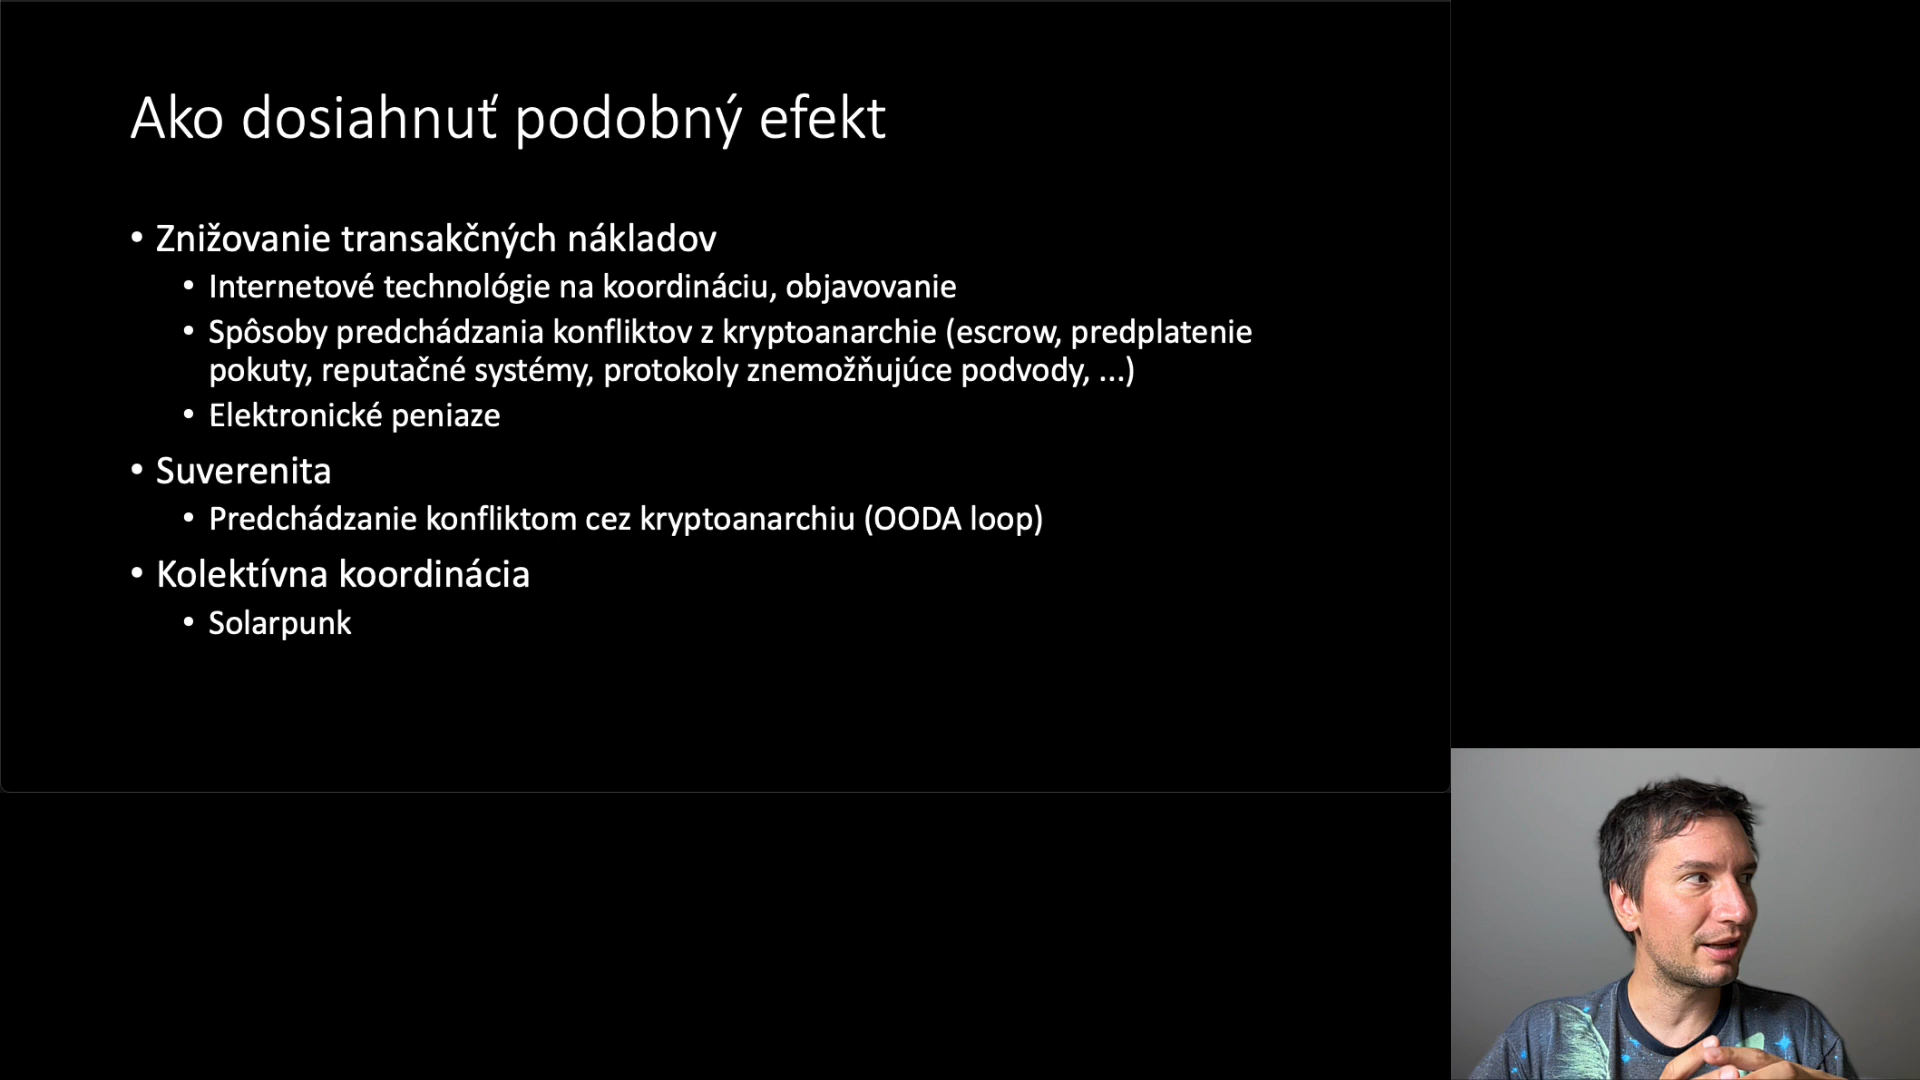 Ako dosiahnuť podobný efekt
• Znižovanie transakčných nákladov
• Internetové technológie na koordináciu, objavovanie
• Spôsoby predchádzania konfliktov z kryptoanarchie (escrow, predplatenie
pokuty, reputačné systémy, protokoly znemožňujúce podvody, ...)
• Elektronické peniaze
• Suverenita
• Predchádzanie konfliktom cez kryptoanarchiu (OODA loop)
• Kolektívna koordinácia
• Solarpunk